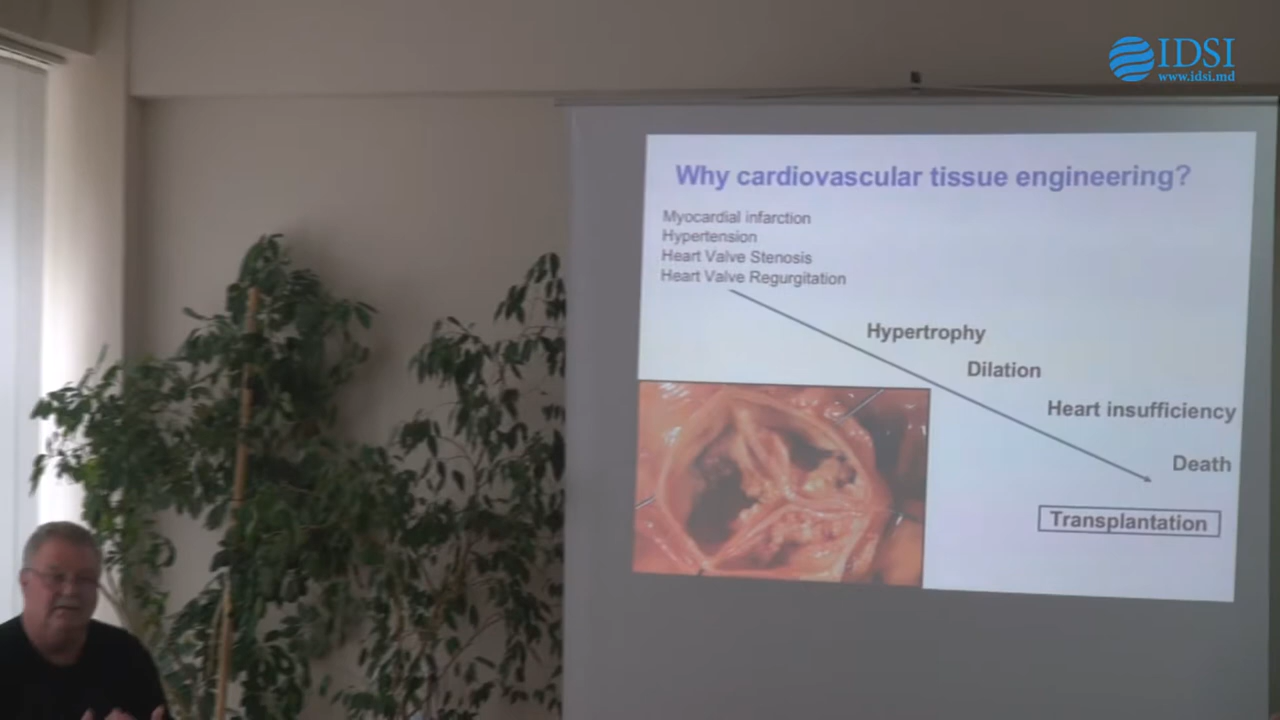 IDSI
www.idsi.md
Why cardiovascular tissue engineering?
Myocardial infarction
Hypertension
Heart Valve Stenosis
Heart Valve Regurgitation
Hypertrophy
Dilation
Heart insufficiency
Death
Transplantation